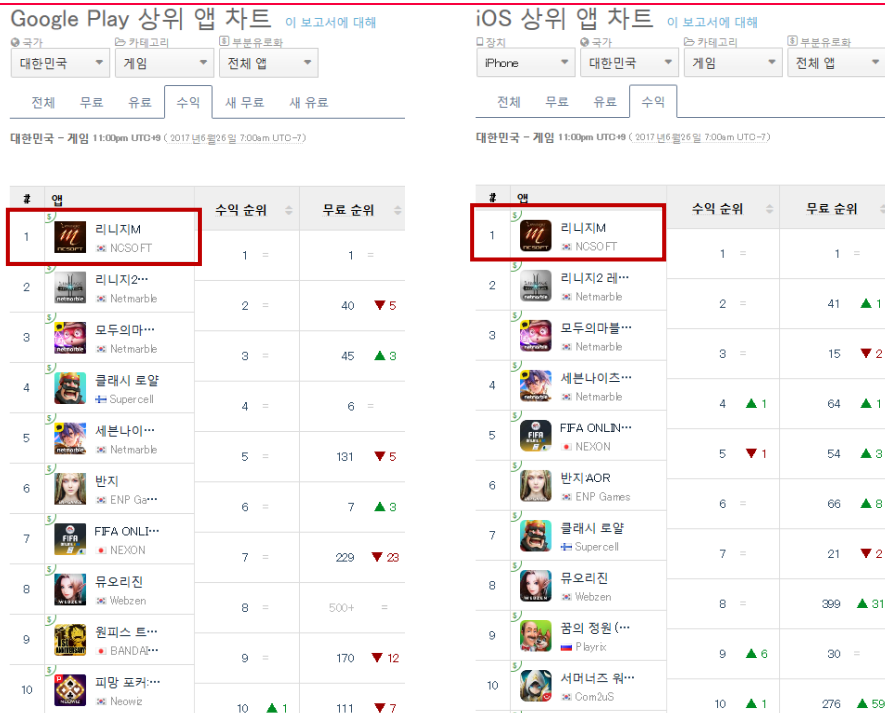 Google Play 상위 앱 차트 이 보고서에 대해
국가 카테고리 부분유료화
대한민국 게임 전체 앱
전체 무료 유료 수익 새 무료 새 유료
대한민국 - 게임 11:00pm UTC+9 ( 2017년6월26일 7:00am UTC-7)
# 앱 수익 순위 무료 순위
1 리니지M NCSOFT 1 = 1 =
2 리니지2… Netmarble 2 = 40 ▼5
3 모두의마… Netmarble 3 = 45 ▲3
4 클래시 로얄 Supercell 4 = 6 =
5 세븐나이… Netmarble 5 = 131 ▼5
6 반지 ENP Ga… 6 = 7 ▲3
7 FIFA ONLI… NEXON 7 = 229 ▼23
8 뮤오리진 Webzen 8 = 500+ =
9 원피스 트… BANDAI… 9 = 170 ▼12
10 피망 포커:… Neowiz 10 ▲1 111 ▼7
iOS 상위 앱 차트 이 보고서에 대해
장치 국가 카테고리 부분유료화
iPhone 대한민국 게임 전체 앱
전체 무료 유료 수익
대한민국 - 게임 11:00pm UTC+9 ( 2017년6월26일 7:00am UTC-7)
# 앱 수익 순위 무료 순위
1 리니지M NCSOFT 1 = 1 =
2 리니지2 레… Netmarble 2 = 41 ▲1
3 모두의마블… Netmarble 3 = 15 ▼2
4 세븐나이츠… Netmarble 4 ▲1 64 ▲1
5 FIFA ONLIN… NEXON 5 ▼1 54 ▲3
6 반지:AOR ENP Games 6 = 66 ▲8
7 클래시 로얄 Supercell 7 = 21 ▼2
8 뮤오리진 Webzen 8 = 399 ▲31
9 꿈의 정원 (… Playrix 9 ▲6 30 =
10 서머너즈 워… Com2uS 10 ▲1 276 ▲59